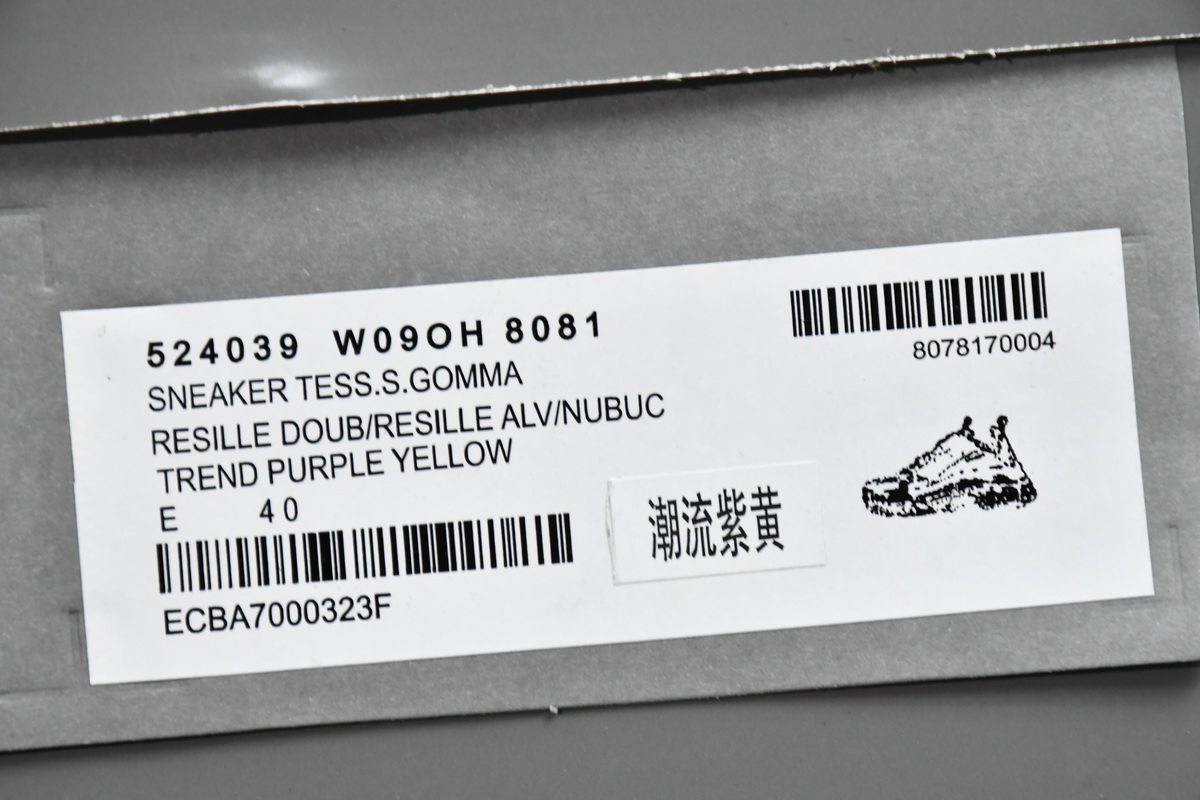 524039 W09OH 8081
SNEAKER TESS.S.GOMMA
RESILLE DOUB/RESILLE ALV/NUBUC
TREND PURPLE YELLOW
E 40
ECBA7000323F
8078170004
潮流紫黄